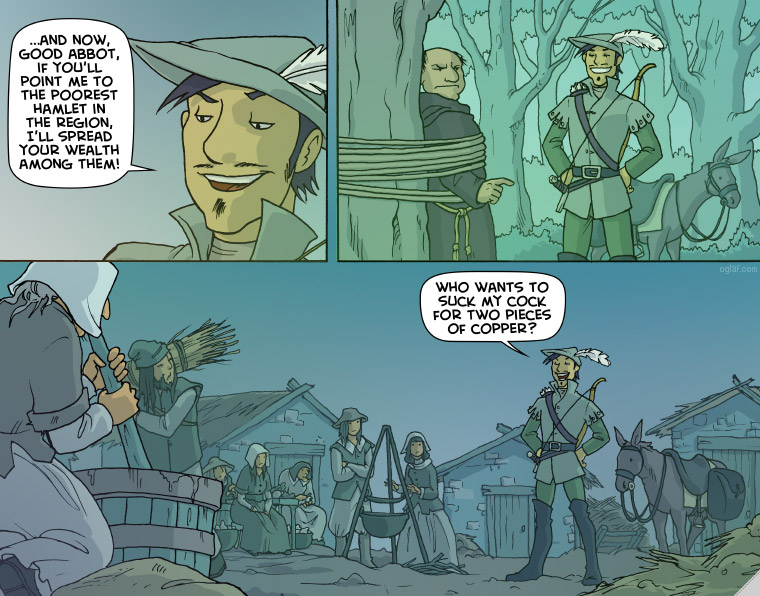 ...AND NOW,
GOOD ABBOT,
IF YOU'LL
POINT ME TO
THE POOREST
HAMLET IN
THE REGION,
I'LL SPREAD
YOUR WEALTH
AMONG THEM!
oglaf.com
WHO WANTS TO
SUCK MY COCK
FOR TWO PIECES
OF COPPER?